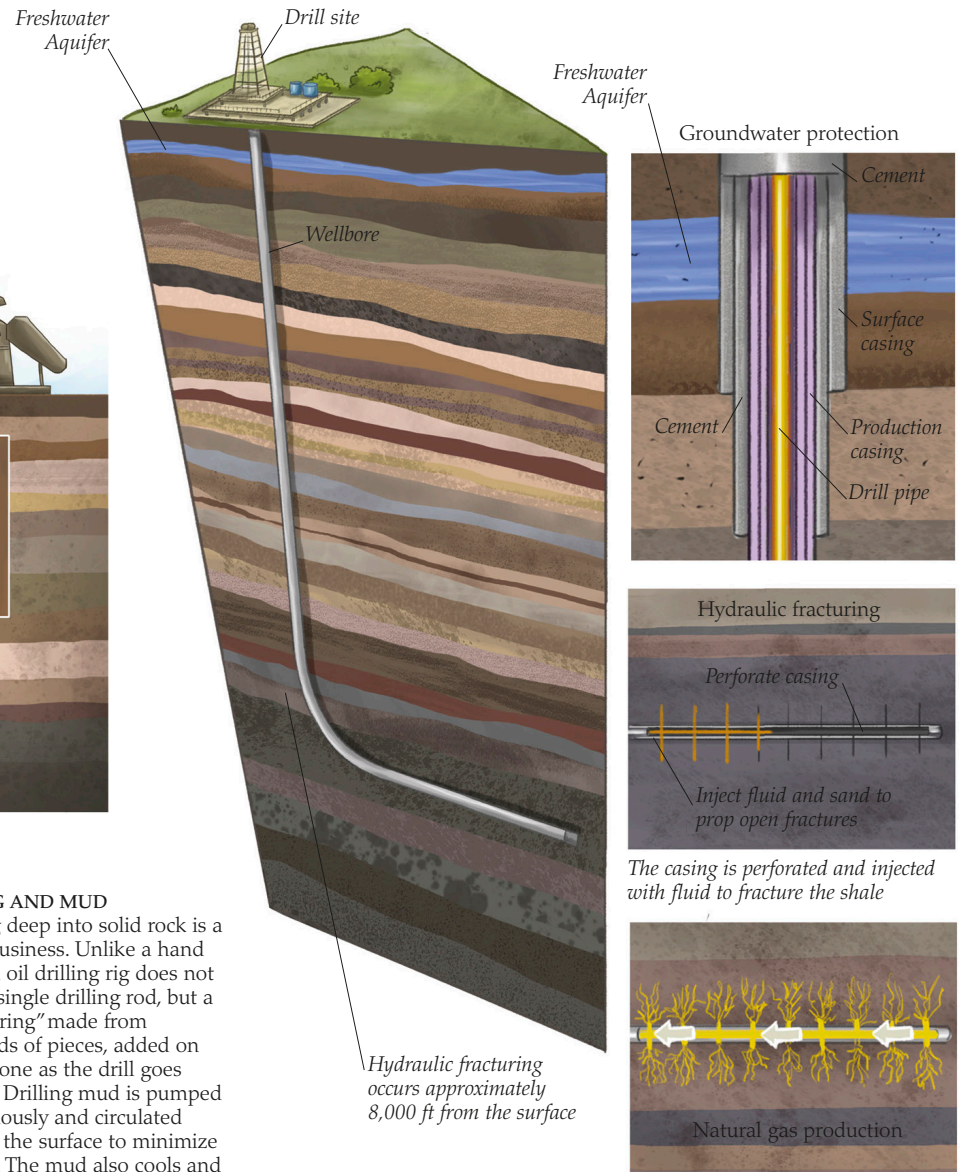 Freshwater
Aquifer
Drill site
Wellbore
Freshwater
Aquifer
Groundwater protection
Cement
Surface
casing
Cement
Production
casing
Drill pipe
Hydraulic fracturing
Perforate casing
Inject fluid and sand to
prop open fractures
The casing is perforated and injected
with fluid to fracture the shale
Natural gas production
Hydraulic fracturing
occurs approximately
8,000 ft from the surface
AND MUD
deep into solid rock is a
Unlike a hand
oil drilling rig does not
single drilling rod, but a
made from
of pieces, added on
one as the drill goes
Drilling mud is pumped
and circulated
the surface to minimize
The mud also cools and